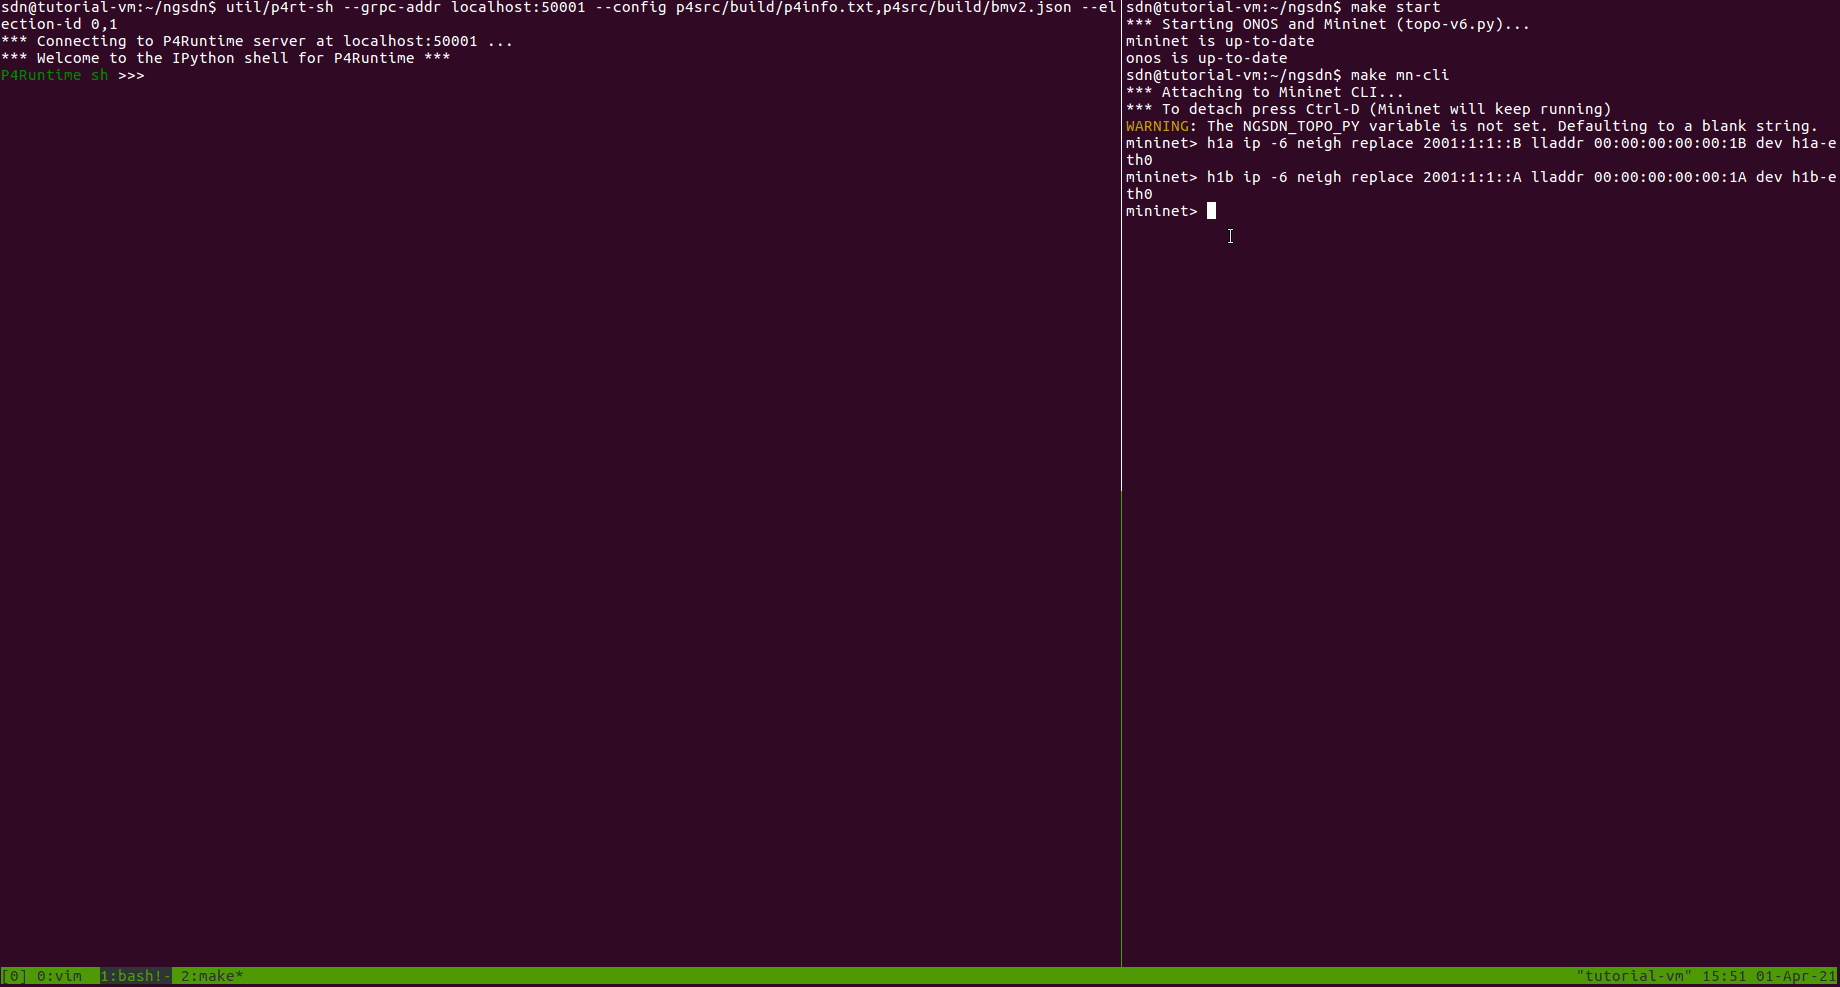 sdn@tutorial-vm:~/ngsdn$ util/p4rt-sh --grpc-addr localhost:50001 --config p4src/build/p4info.txt,p4src/build/bmv2.json --el
ection-id 0,1
*** Connecting to P4Runtime server at localhost:50001 ...
*** Welcome to the IPython shell for P4Runtime ***
P4Runtime sh >>>
sdn@tutorial-vm:~/ngsdn$ make start
*** Starting ONOS and Mininet (topo-v6.py)...
mininet is up-to-date
onos is up-to-date
sdn@tutorial-vm:~/ngsdn$ make mn-cli
*** Attaching to Mininet CLI...
*** To detach press Ctrl-D (Mininet will keep running)
WARNING: The NGSDN_TOPO_PY variable is not set. Defaulting to a blank string.
mininet> h1a ip -6 neigh replace 2001:1:1::B lladdr 00:00:00:00:00:1B dev h1a-e
th0
mininet> h1b ip -6 neigh replace 2001:1:1::A lladdr 00:00:00:00:00:1A dev h1b-e
th0
mininet>
[0] 0:vim  1:bash!- 2:make*
"tutorial-vm" 15:51 01-Apr-21